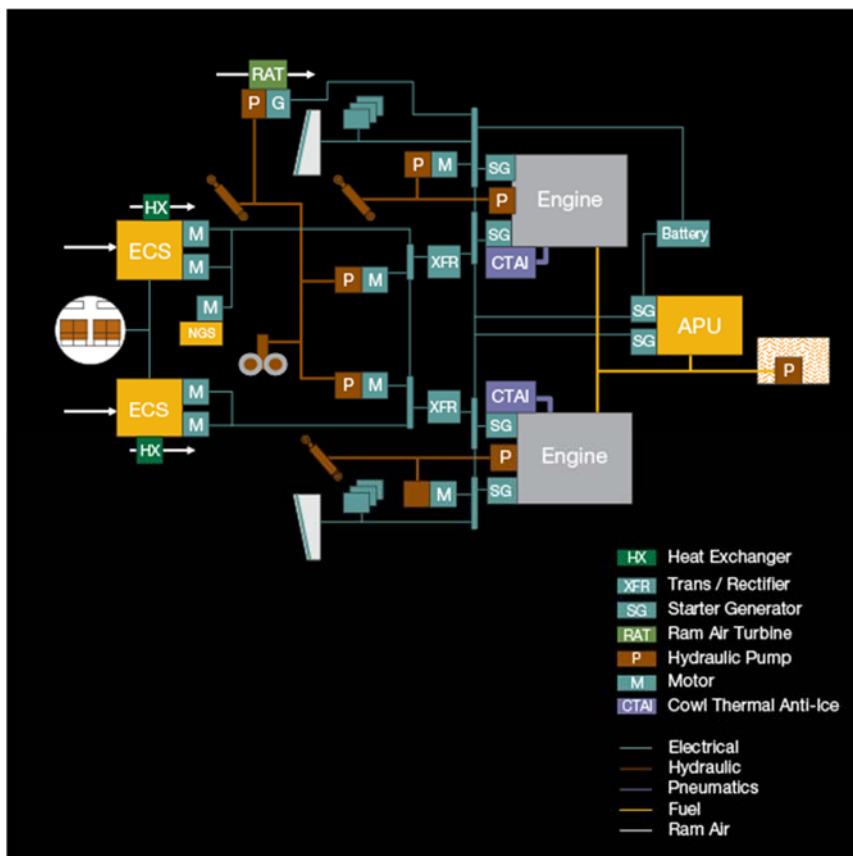 RAT
P G
P M
SG
Engine
P
SG
CTAI
HX
ECS
M
M
M
NGS
XFR
P M
Battery
SG
APU
SG
P
P M
XFR
ECS
M
M
HX
CTAI
SG
P
Engine
M
SG
HX Heat Exchanger
XFR Trans / Rectifier
SG Starter Generator
RAT Ram Air Turbine
P Hydraulic Pump
M Motor
CTAI Cowl Thermal Anti-Ice
Electrical
Hydraulic
Pneumatics
Fuel
Ram Air